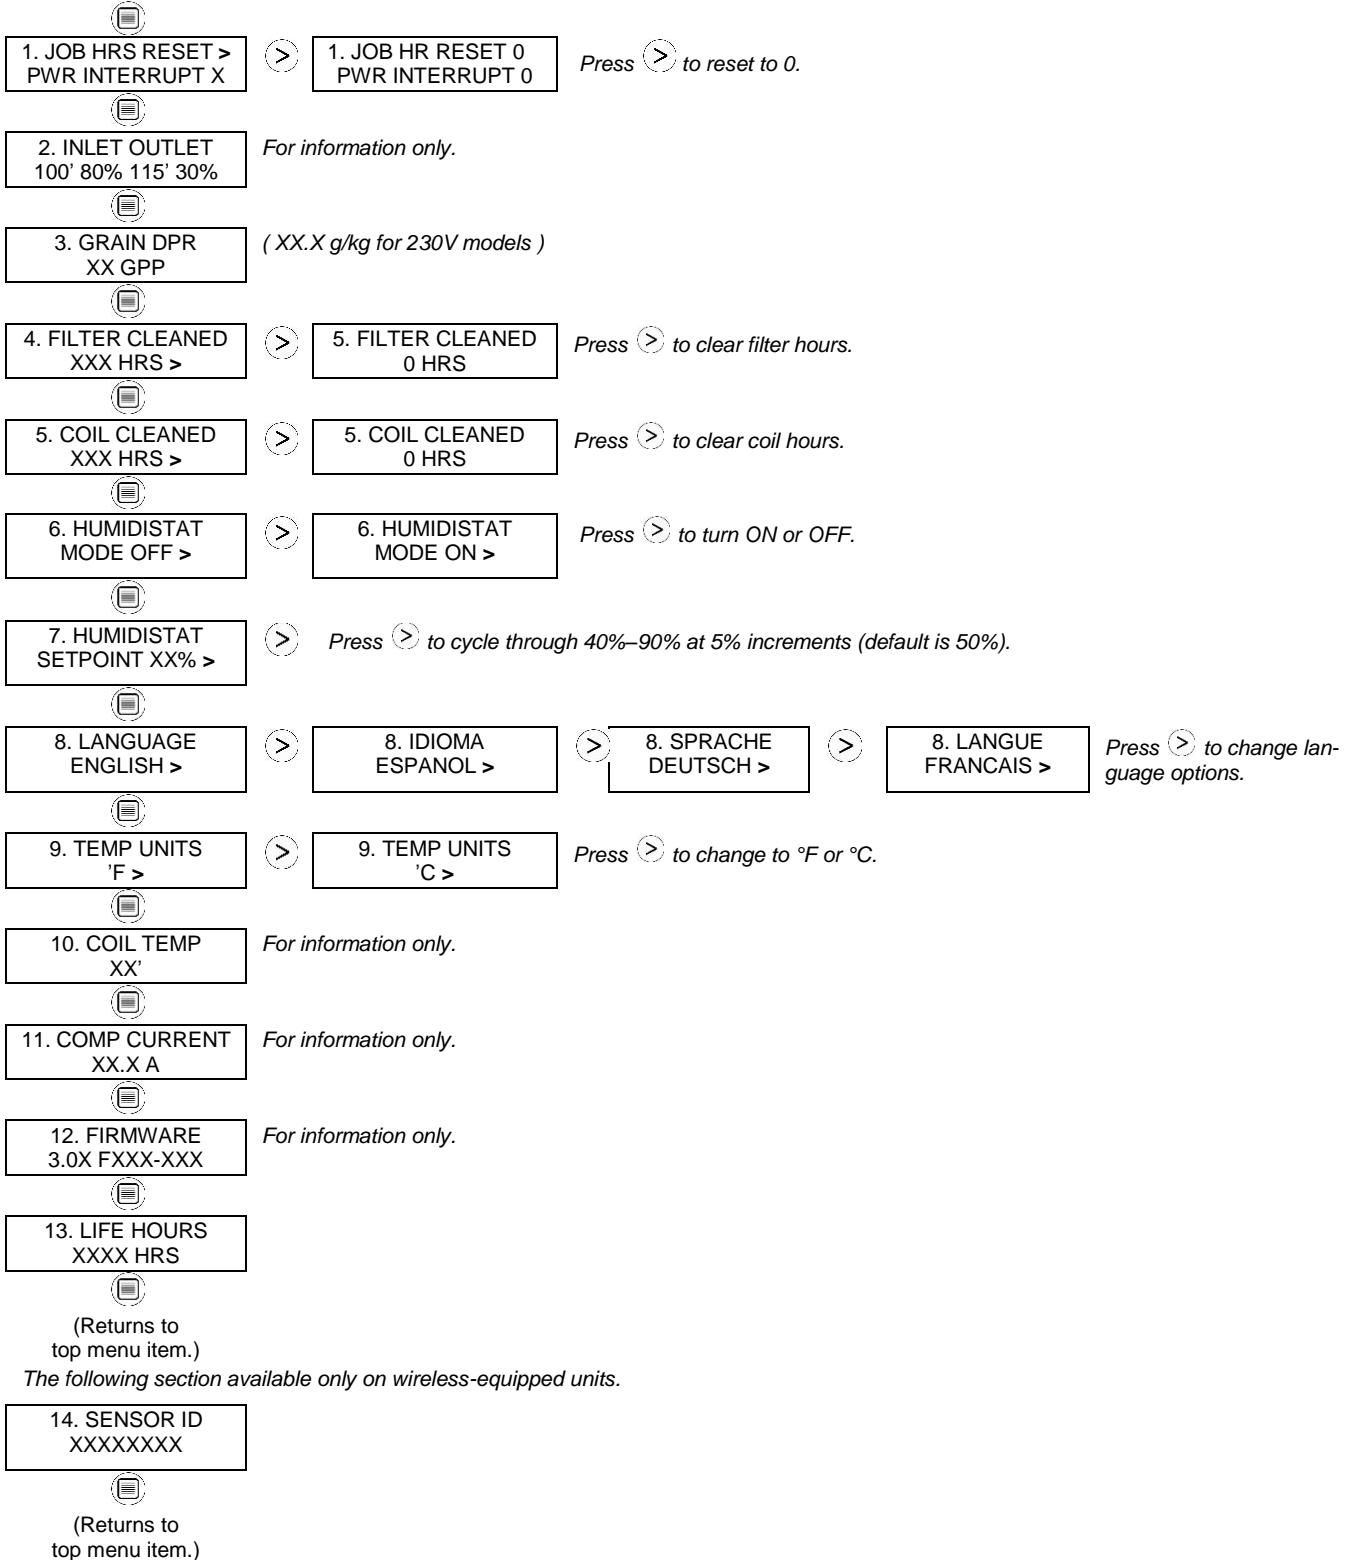 1. JOB HRS RESET >
PWR INTERRUPT X
>
1. JOB HR RESET 0
PWR INTERRUPT 0
Press > to reset to 0.
2. INLET OUTLET
100’ 80% 115’ 30%
For information only.
3. GRAIN DPR
XX GPP
( XX.X g/kg for 230V models )
4. FILTER CLEANED
XXX HRS >
>
5. FILTER CLEANED
0 HRS
Press > to clear filter hours.
5. COIL CLEANED
XXX HRS >
>
5. COIL CLEANED
0 HRS
Press > to clear coil hours.
6. HUMIDISTAT
MODE OFF >
>
6. HUMIDISTAT
MODE ON >
Press > to turn ON or OFF.
7. HUMIDISTAT
SETPOINT XX% >
>
Press > to cycle through 40%–90% at 5% increments (default is 50%).
8. LANGUAGE
ENGLISH >
>
8. IDIOMA
ESPANOL >
>
8. SPRACHE
DEUTSCH >
>
8. LANGUE
FRANCAIS >
Press > to change lan-
guage options.
9. TEMP UNITS
’F >
>
9. TEMP UNITS
’C >
Press > to change to °F or °C.
10. COIL TEMP
XX’
For information only.
11. COMP CURRENT
XX.X A
For information only.
12. FIRMWARE
3.0X FXXX-XXX
For information only.
13. LIFE HOURS
XXXX HRS
(Returns to
top menu item.)
The following section available only on wireless-equipped units.
14. SENSOR ID
XXXXXXXX
(Returns to
top menu item.)